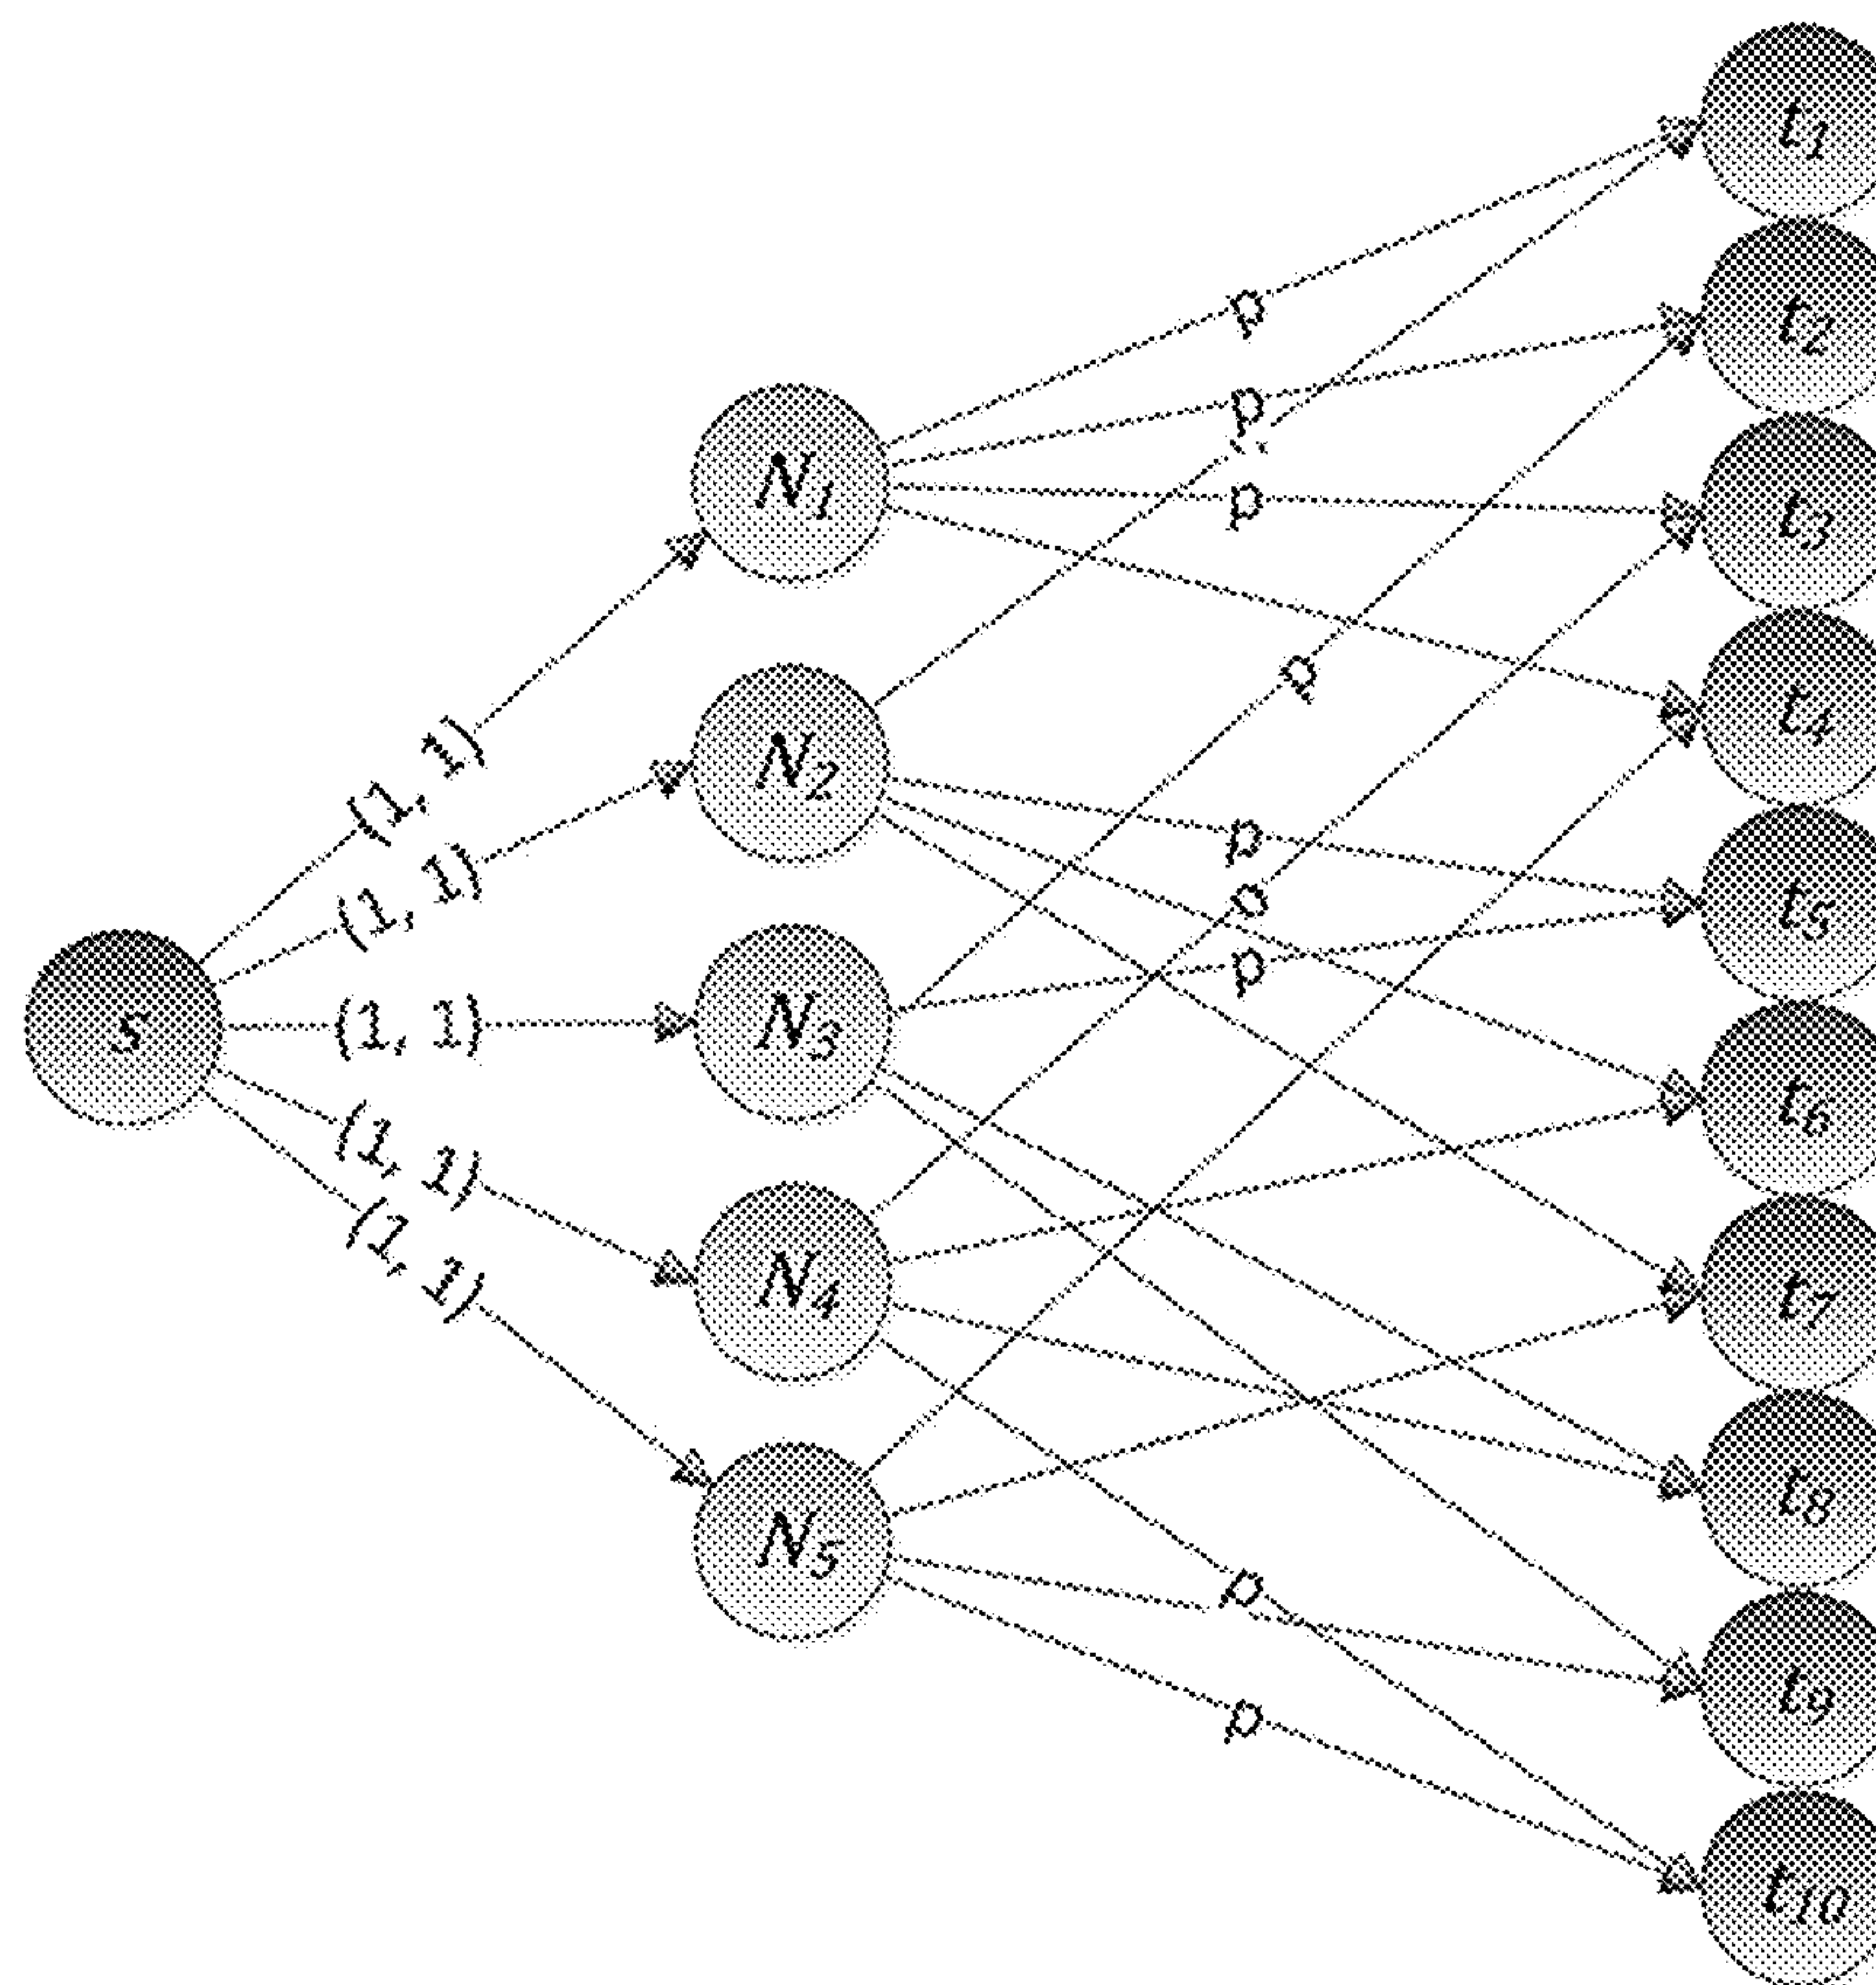 s
(1, 1)
(1, 1)
(1, 1)
(1, 1)
(1, 1)
N1
N2
N3
N4
N5
p
p
p
p
p
p
p
p
p
t1
t2
t3
t4
t5
t6
t7
t8
t9
t10